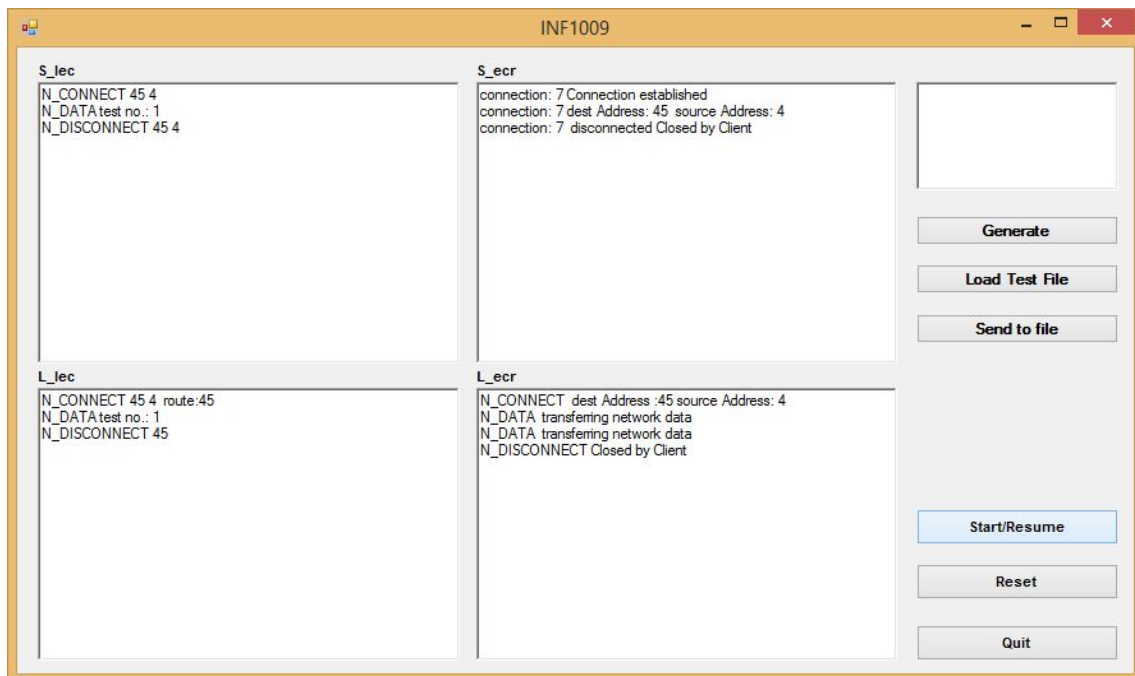 INF1009
S_lec
N_CONNECT 45 4
N_DATA test no.: 1
N_DISCONNECT 45 4
S_ecr
connection: 7 Connection established
connection: 7 dest Address: 45 source Address: 4
connection: 7 disconnected Closed by Client
Generate
Load Test File
Send to file
L_lec
N_CONNECT 45 4 route:45
N_DATA test no.: 1
N_DISCONNECT 45
L_ecr
N_CONNECT dest Address :45 source Address: 4
N_DATA transferring network data
N_DATA transferring network data
N_DISCONNECT Closed by Client
Start/Resume
Reset
Quit